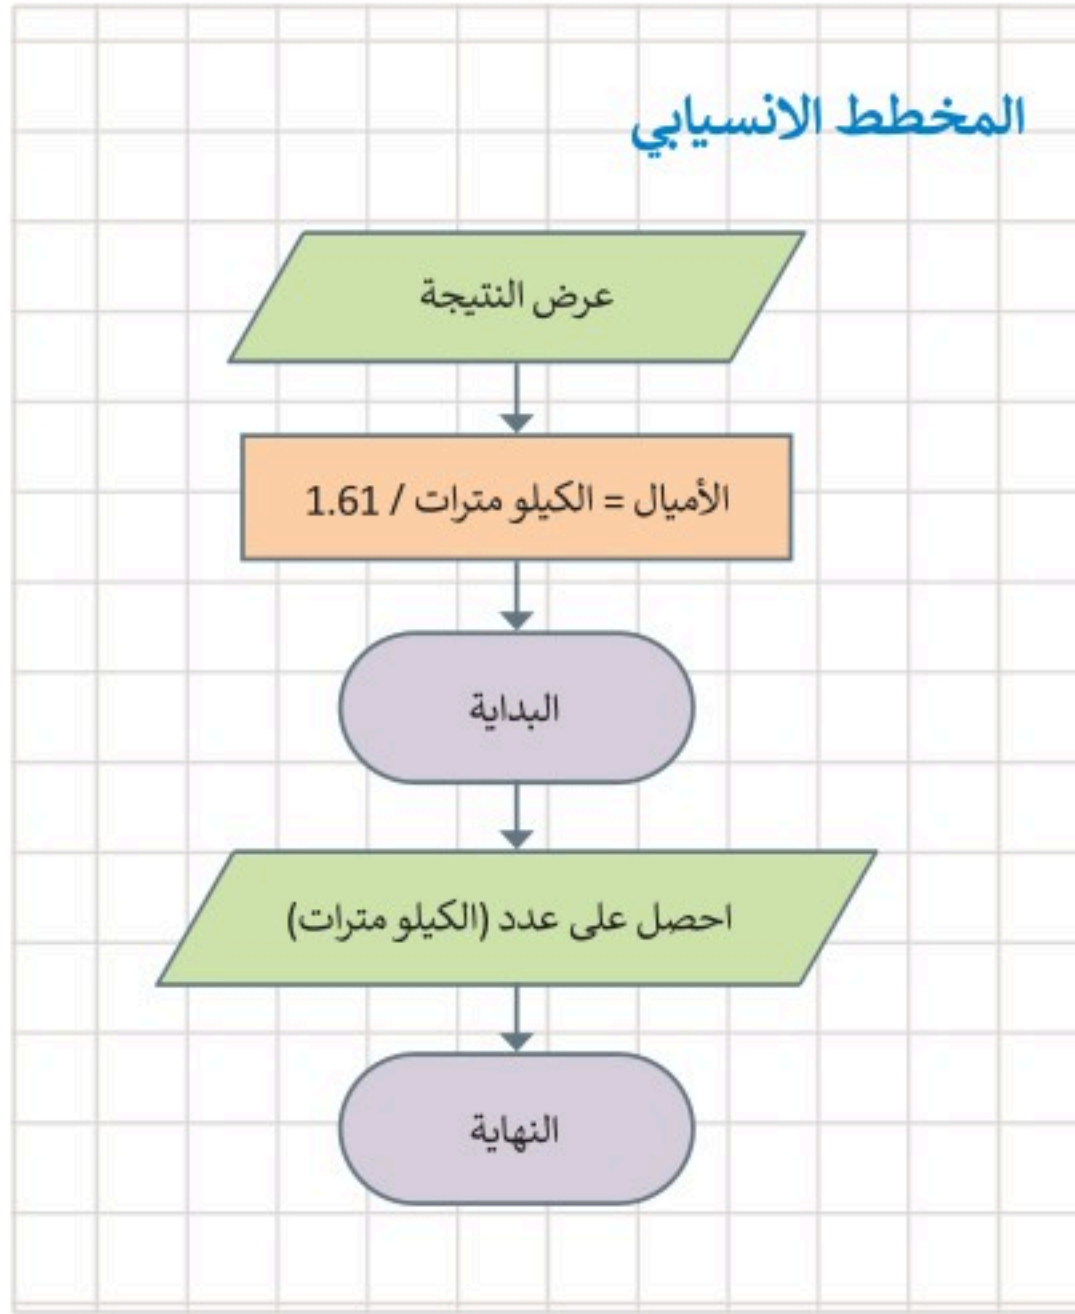 المخطط الانسيابي
عرض النتيجة
الأميال = الكيلو مترات / 1.61
البداية
احصل على عدد (الكيلو مترات)
النهاية